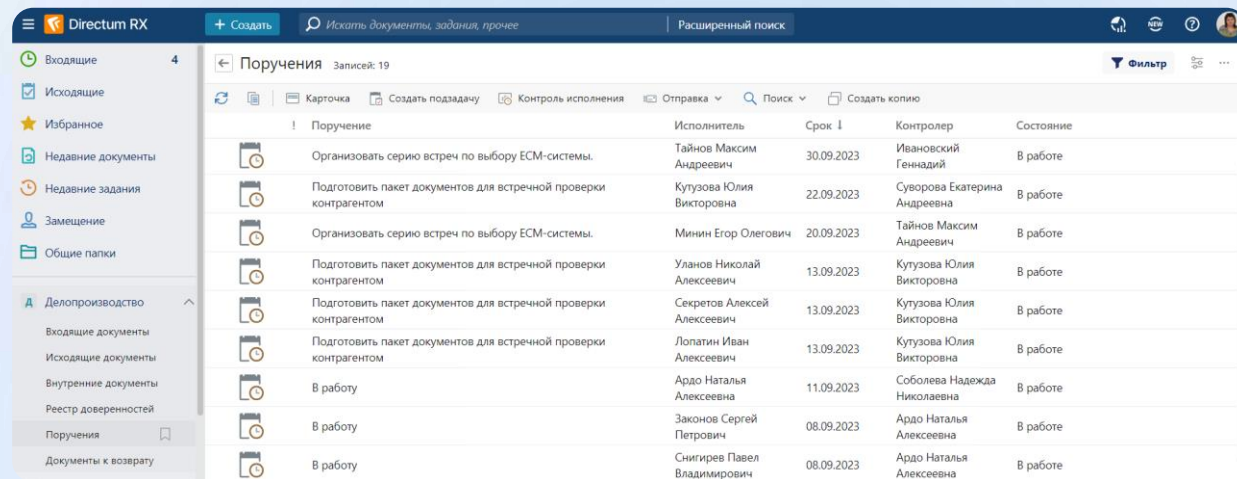 Directum RX
+ Создать
Искать документы, задания, прочее
Расширенный поиск
NEW
?
Входящие 4
Исходящие
Избранное
Недавние документы
Недавние задания
Замещение
Общие папки
Д Делопроизводство
Входящие документы
Исходящие документы
Внутренние документы
Реестр доверенностей
Поручения
Документы к возврату
Поручения Записей: 19
Фильтр
Карточка Создать подзадачу Контроль исполнения Отправка Поиск Создать копию
! Поручение Исполнитель Срок Контролер Состояние
Организовать серию встреч по выбору ECM-системы. Тайнов Максим 30.09.2023 Ивановский В работе
Андреевич Геннадий
Подготовить пакет документов для встречной проверки Кутузова Юлия 22.09.2023 Суворова Екатерина В работе
контрагентом Викторовна Андреевна
Организовать серию встреч по выбору ECM-системы. Минин Егор Олегович 20.09.2023 Тайнов Максим В работе
Андреевич
Подготовить пакет документов для встречной проверки Уланов Николай 13.09.2023 Кутузова Юлия В работе
контрагентом Алексеевич Викторовна
Подготовить пакет документов для встречной проверки Секретов Алексей 13.09.2023 Кутузова Юлия В работе
контрагентом Алексеевич Викторовна
Подготовить пакет документов для встречной проверки Лопатин Иван 13.09.2023 Кутузова Юлия В работе
контрагентом Алексеевич Викторовна
В работу Ардо Наталья 11.09.2023 Соболева Надежда В работе
Алексеевна Николаевна
В работу Законов Сергей 08.09.2023 Ардо Наталья В работе
Петрович Алексеевна
В работу Снигирев Павел 08.09.2023 Ардо Наталья В работе
Владимирович Алексеевна